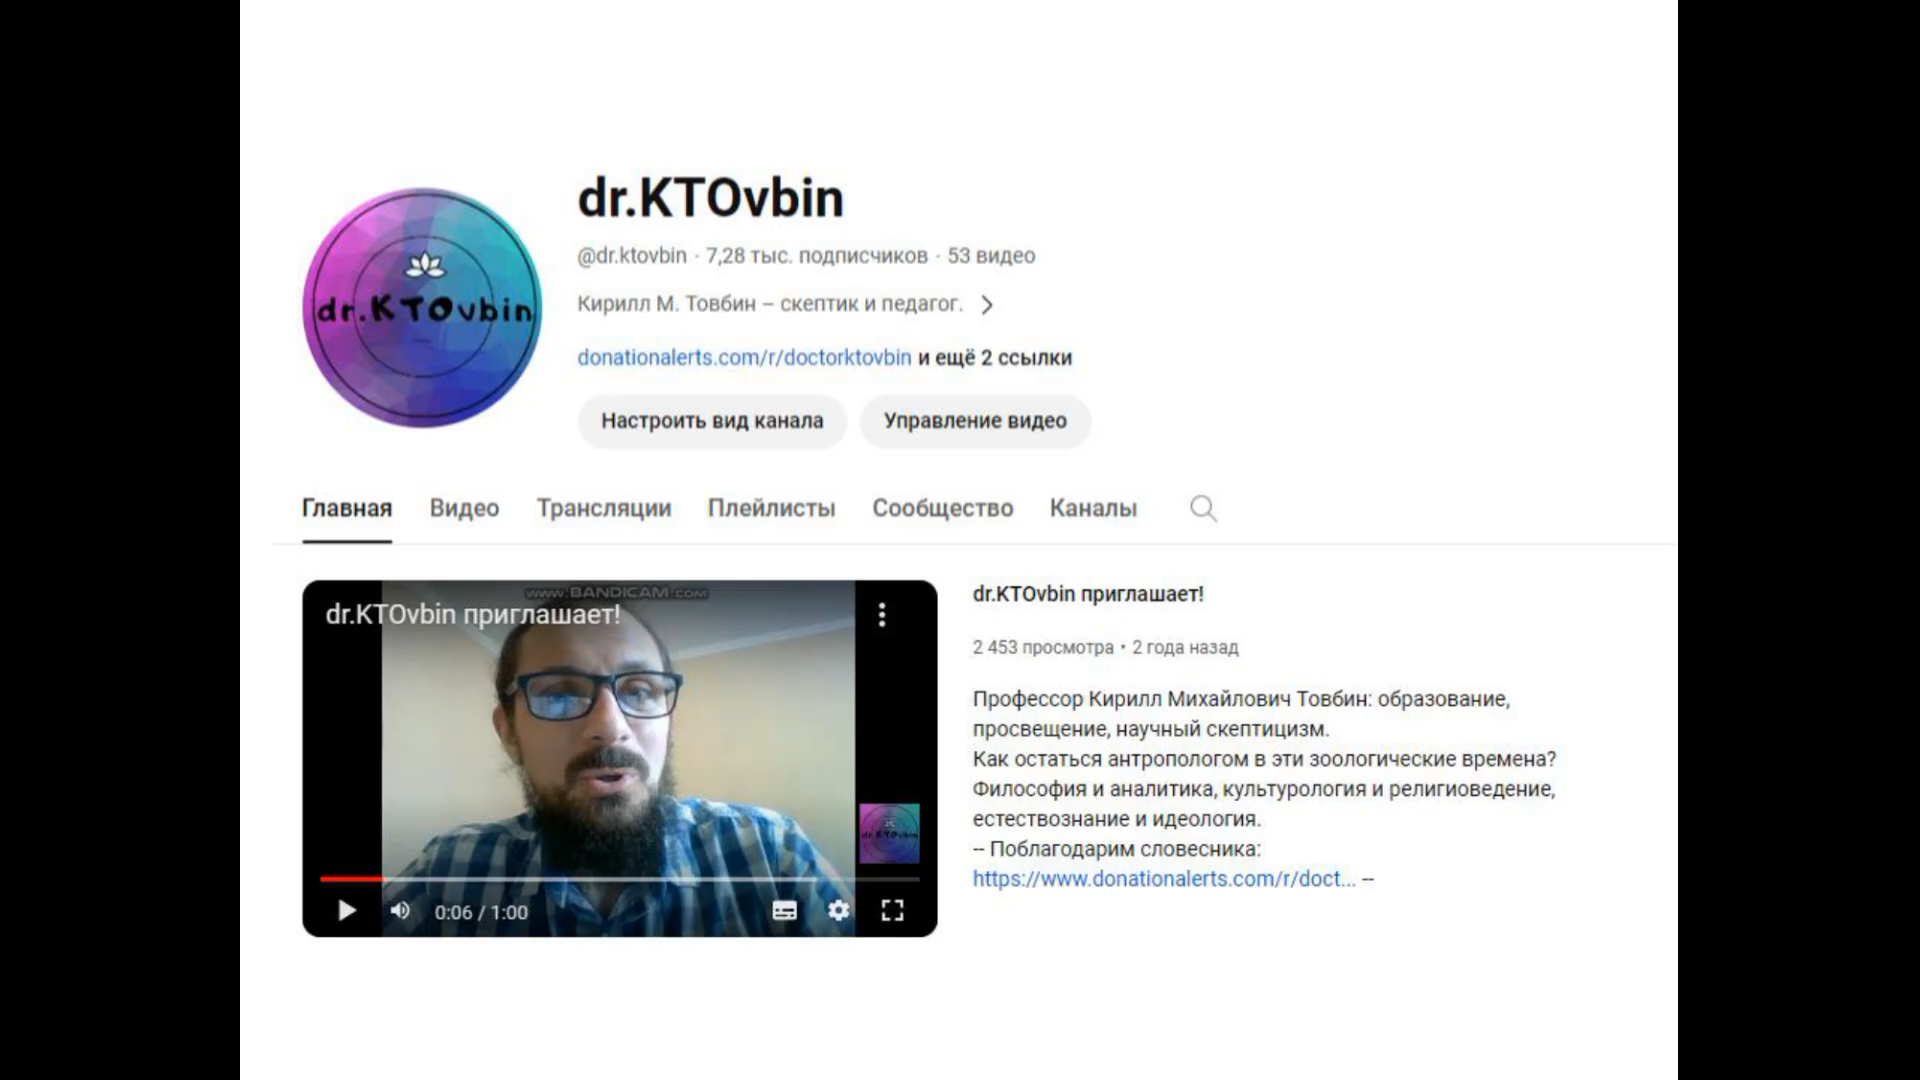 dr.KTOvbin
dr.KTOvbin
@dr.ktovbin · 7,28 тыс. подписчиков · 53 видео
Кирилл М. Товбин – скептик и педагог.
donationalerts.com/r/doctorktovbin и ещё 2 ссылки
Настроить вид канала
Управление видео
Главная Видео Трансляции Плейлисты Сообщество Каналы
www.BANDICAM.com
dr.KTOvbin приглашает!
dr.KTOvbin
0:06 / 1:00
dr.KTOvbin приглашает!
2 453 просмотра • 2 года назад
Профессор Кирилл Михайлович Товбин: образование,
просвещение, научный скептицизм.
Как остаться антропологом в эти зоологические времена?
Философия и аналитика, культурология и религиоведение,
естествознание и идеология.
-- Поблагодарим словесника:
https://www.donationalerts.com/r/doct... --